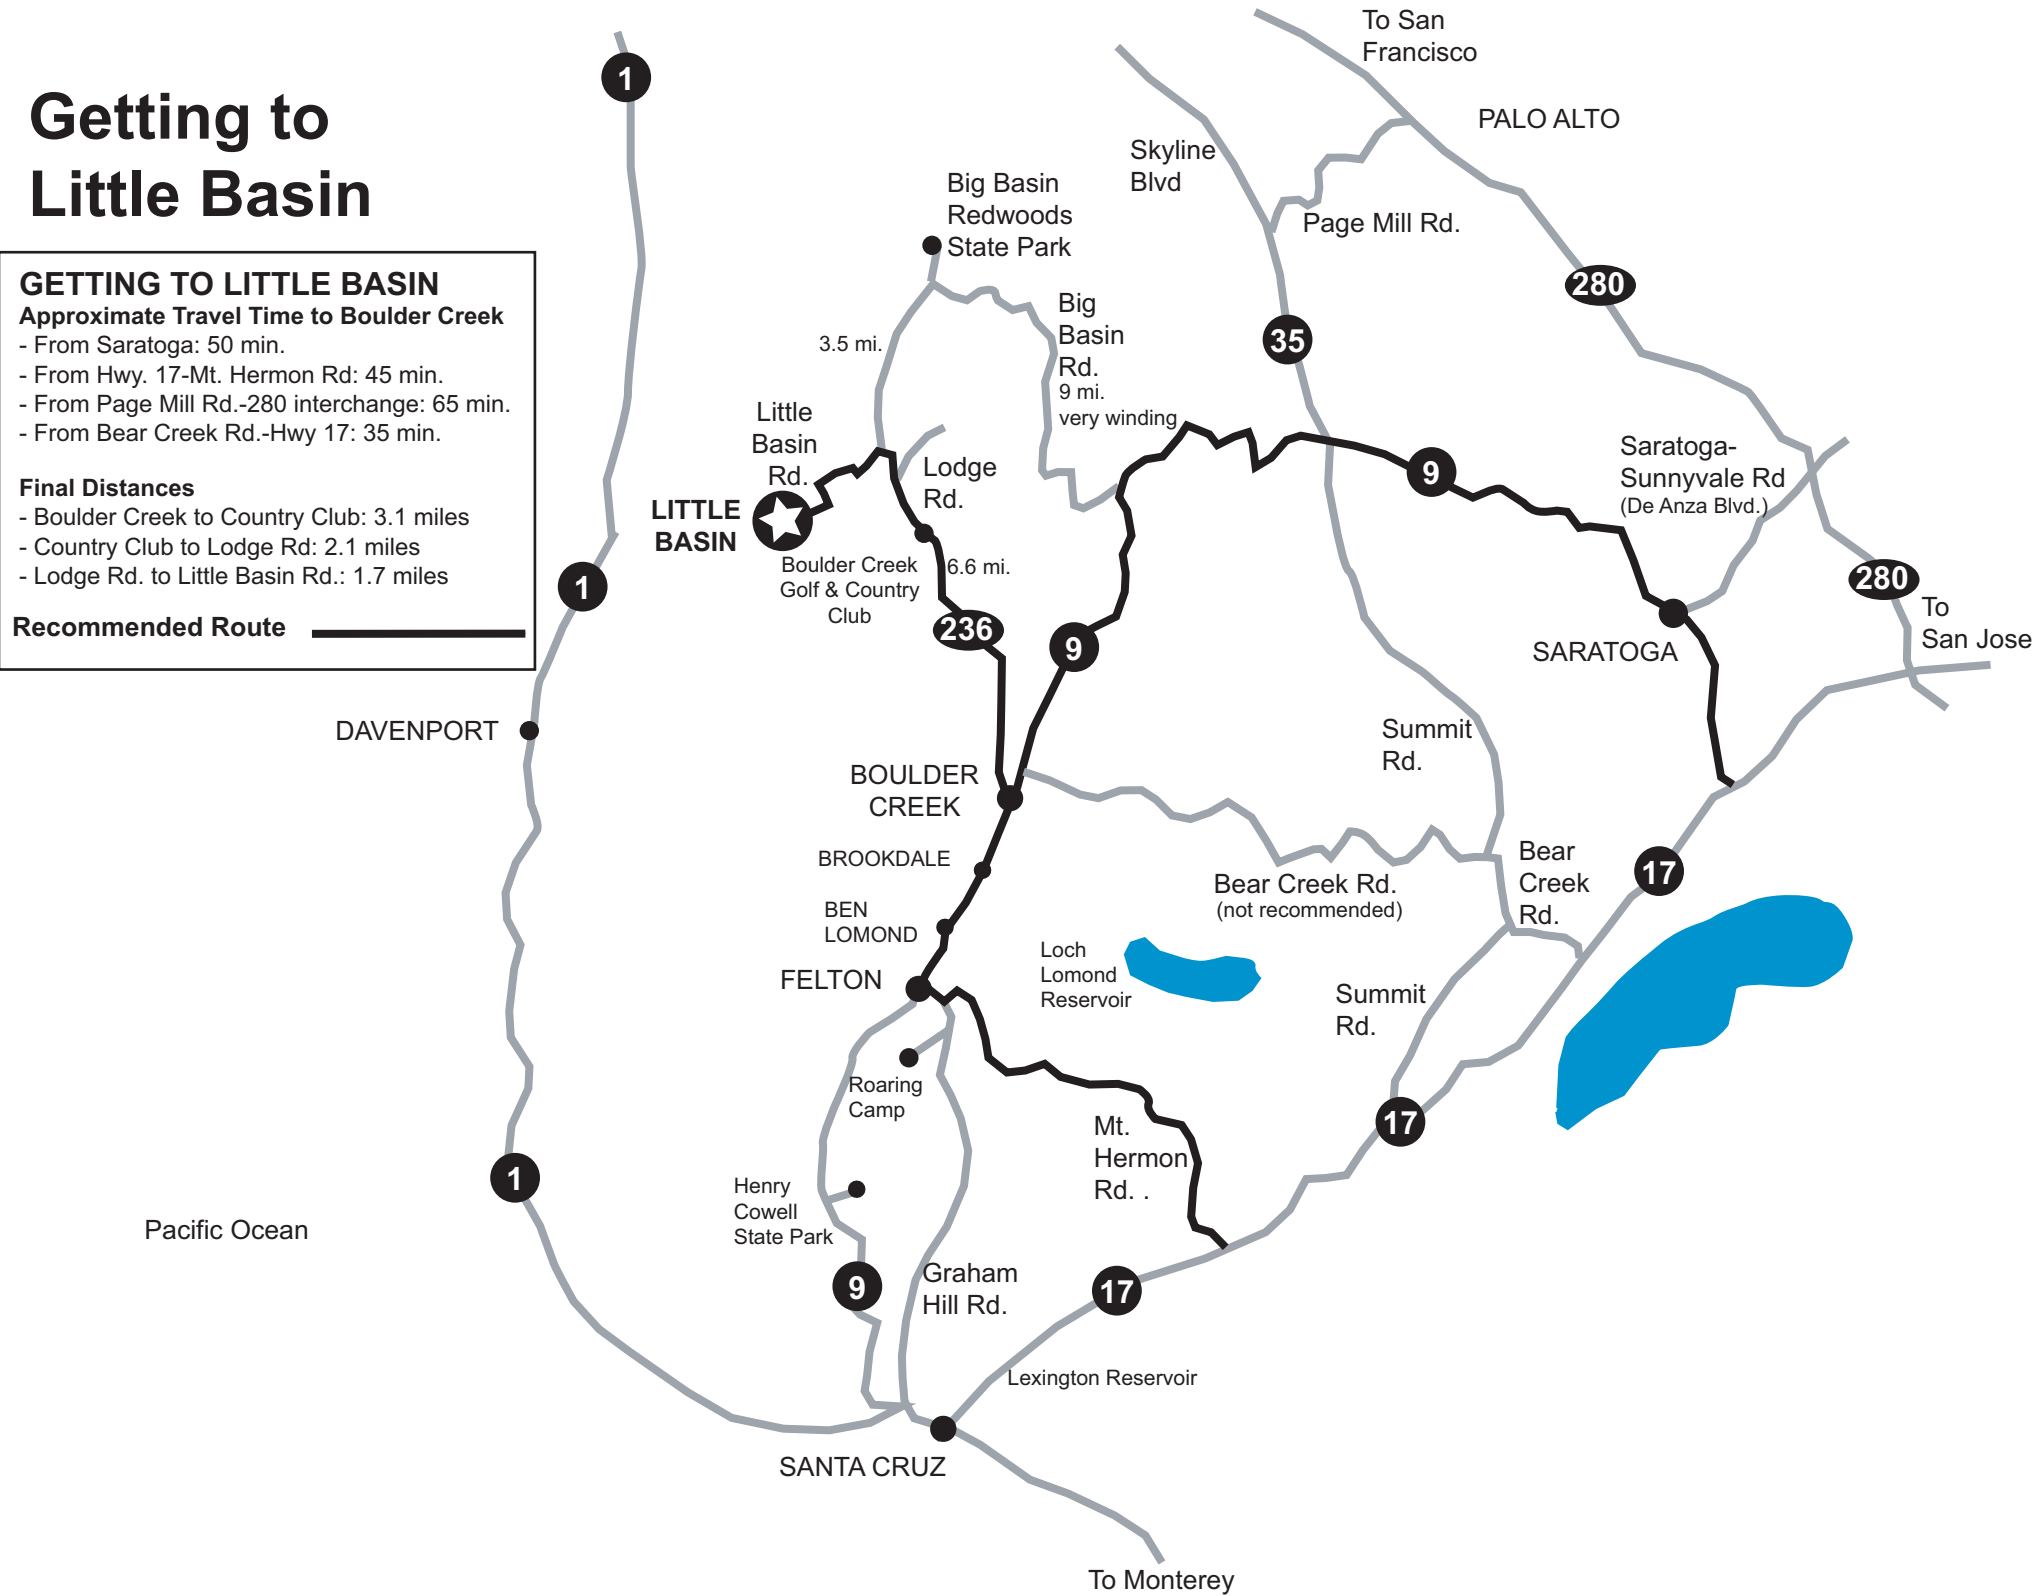 Getting to
Little Basin
GETTING TO LITTLE BASIN
Approximate Travel Time to Boulder Creek
- From Saratoga: 50 min.
- From Hwy. 17-Mt. Hermon Rd: 45 min.
- From Page Mill Rd.-280 interchange: 65 min.
- From Bear Creek Rd.-Hwy 17: 35 min.
Final Distances
- Boulder Creek to Country Club: 3.1 miles
- Country Club to Lodge Rd: 2.1 miles
- Lodge Rd. to Little Basin Rd.: 1.7 miles
Recommended Route
1
To San
Francisco
PALO ALTO
Skyline
Blvd
Page Mill Rd.
Big Basin
Redwoods
State Park
280
35
Big
Basin
Rd.
9 mi.
very winding
3.5 mi.
Little
Basin
Rd.
LITTLE
BASIN
Lodge
Rd.
Boulder Creek
Golf & Country
Club
6.6 mi.
236
9
9
Saratoga-
Sunnyvale Rd
(De Anza Blvd.)
280
To
San Jose
SARATOGA
1
DAVENPORT
Summit
Rd.
BOULDER
CREEK
BROOKDALE
BEN
LOMOND
FELTON
Bear Creek Rd.
(not recommended)
Bear
Creek
Rd.
17
Loch
Lomond
Reservoir
Summit
Rd.
Roaring
Camp
Mt.
Hermon
Rd. .
17
1
Henry
Cowell
State Park
Pacific Ocean
9
Graham
Hill Rd.
17
Lexington Reservoir
SANTA CRUZ
To Monterey